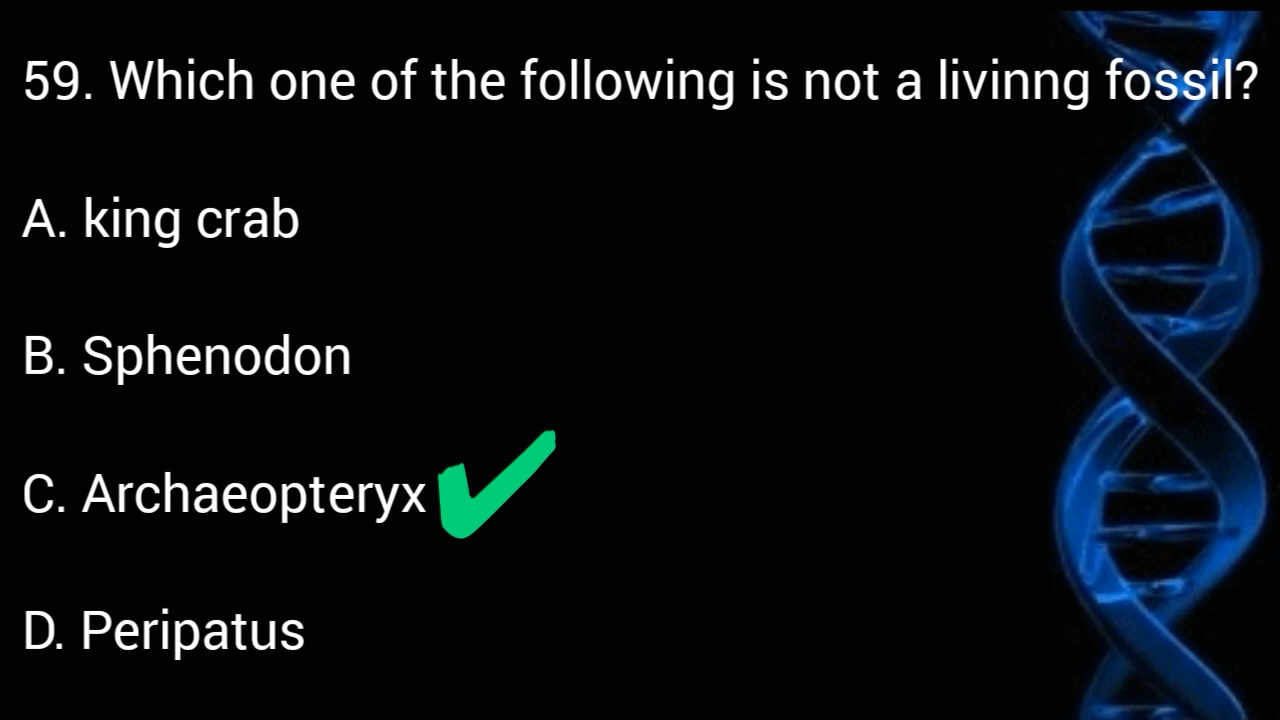 59. Which one of the following is not a livinng fossil?
A. king crab
B. Sphenodon
C. Archaeopteryx
D. Peripatus